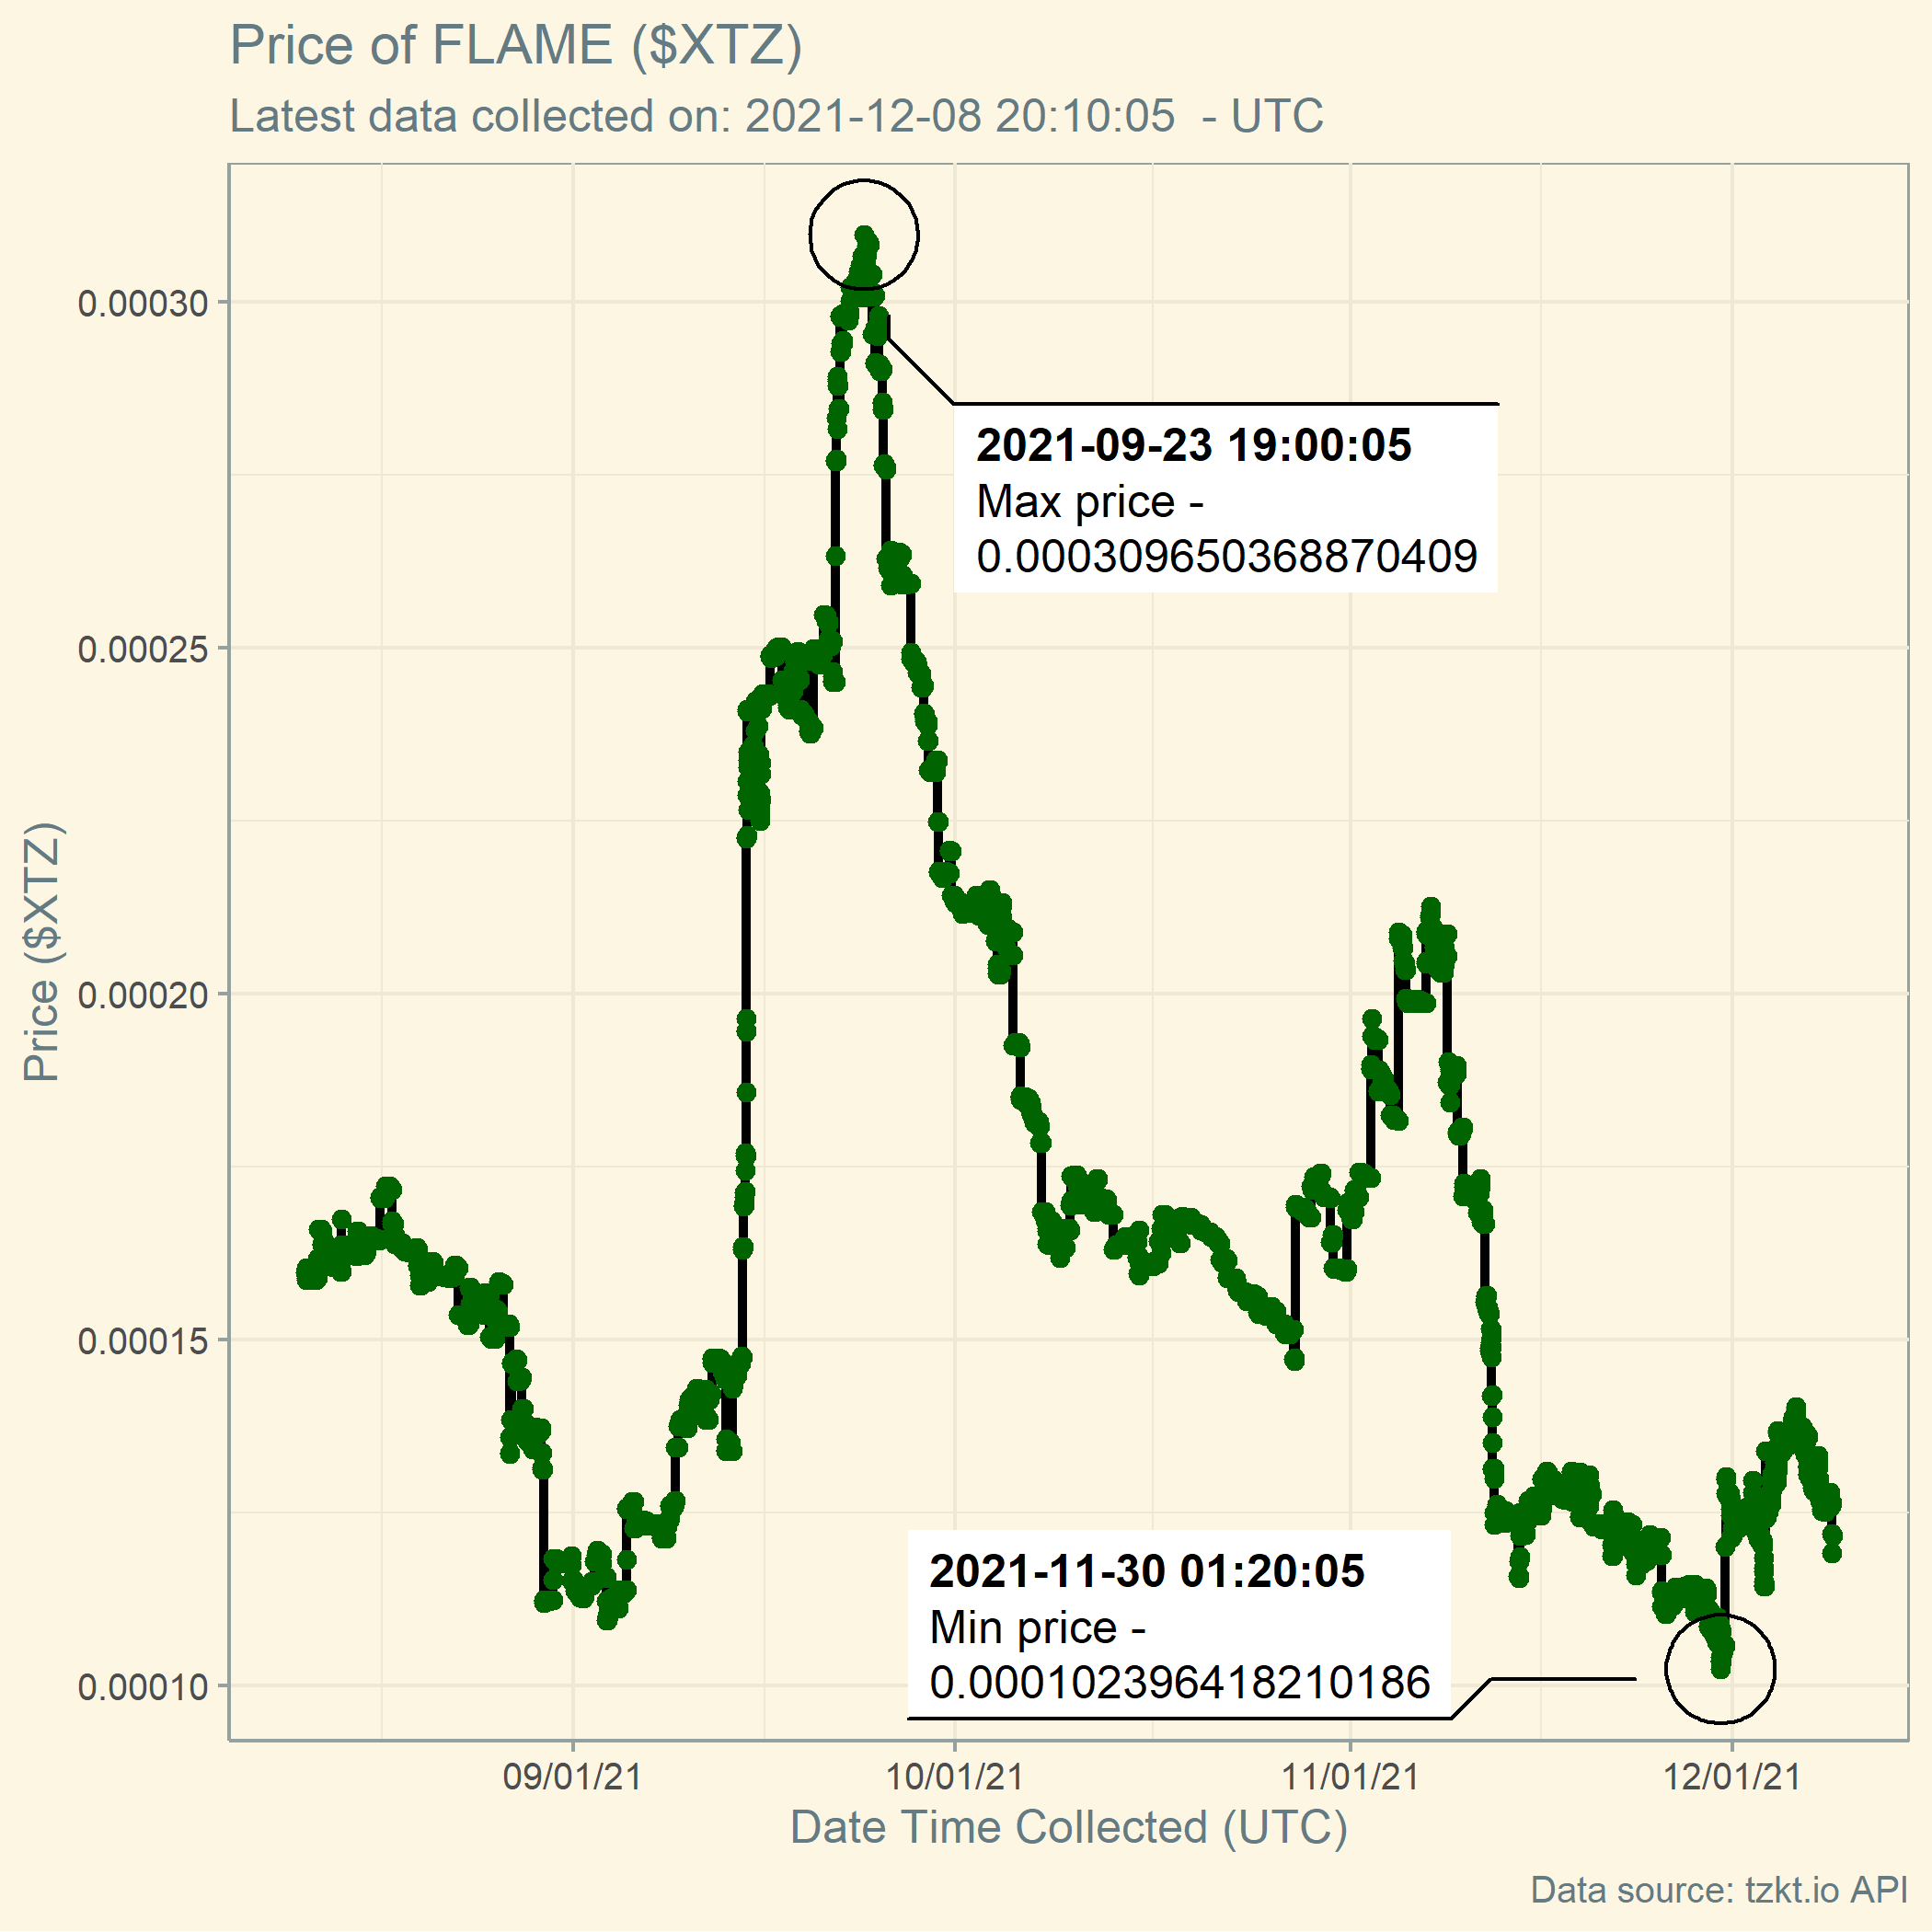 Price of FLAME ($XTZ)
Latest data collected on: 2021-12-08 20:10:05  - UTC
Price ($XTZ)
0.00030
0.00025
0.00020
0.00015
0.00010
2021-09-23 19:00:05
Max price -
0.000309650368870409
2021-11-30 01:20:05
Min price -
0.000102396418210186
09/01/21
10/01/21
11/01/21
12/01/21
Date Time Collected (UTC)
Data source: tzkt.io API